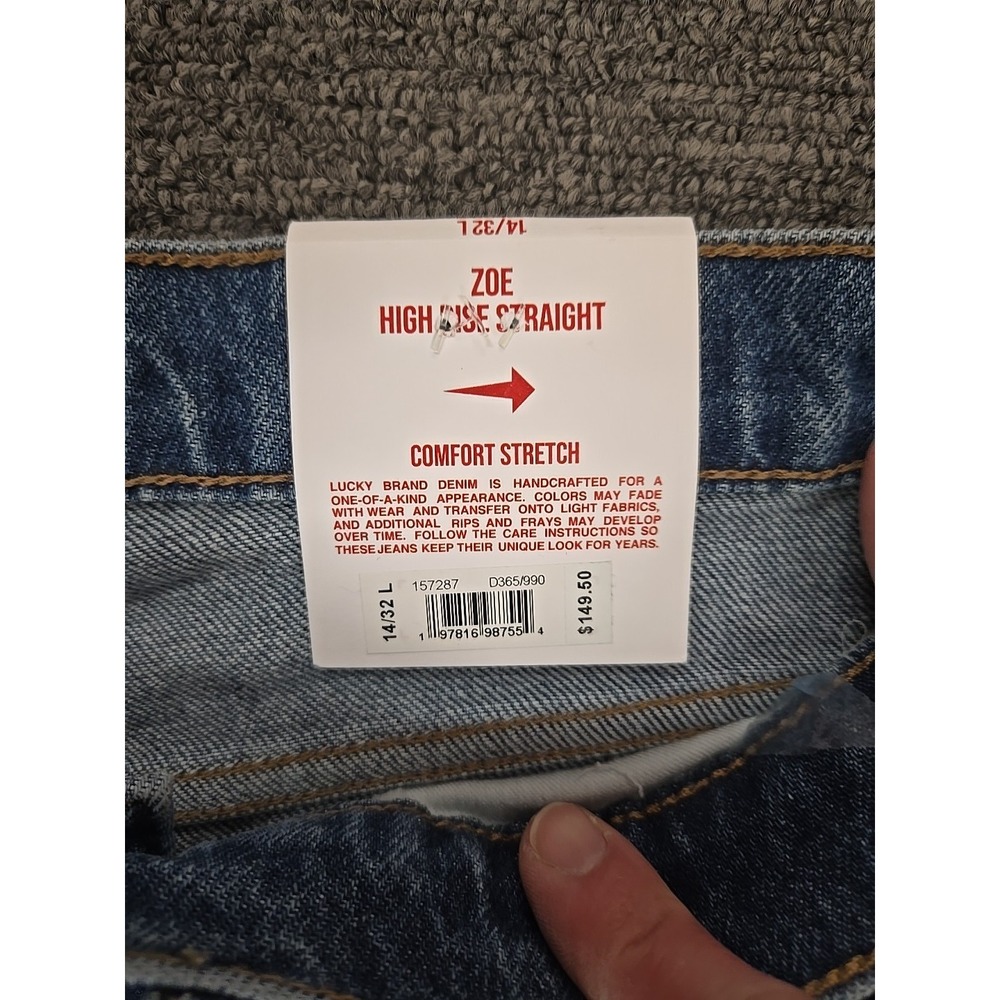 14/32 L
ZOE
HIGH RISE STRAIGHT
COMFORT STRETCH
LUCKY BRAND DENIM IS HANDCRAFTED FOR A
ONE-OF-A-KIND APPEARANCE. COLORS MAY FADE
WITH WEAR AND TRANSFER ONTO LIGHT FABRICS,
AND ADDITIONAL RIPS AND FRAYS MAY DEVELOP
OVER TIME. FOLLOW THE CARE INSTRUCTIONS SO
THESE JEANS KEEP THEIR UNIQUE LOOK FOR YEARS.
14/32 L
157287 D365/990
1 97816 98755 4
$149.50